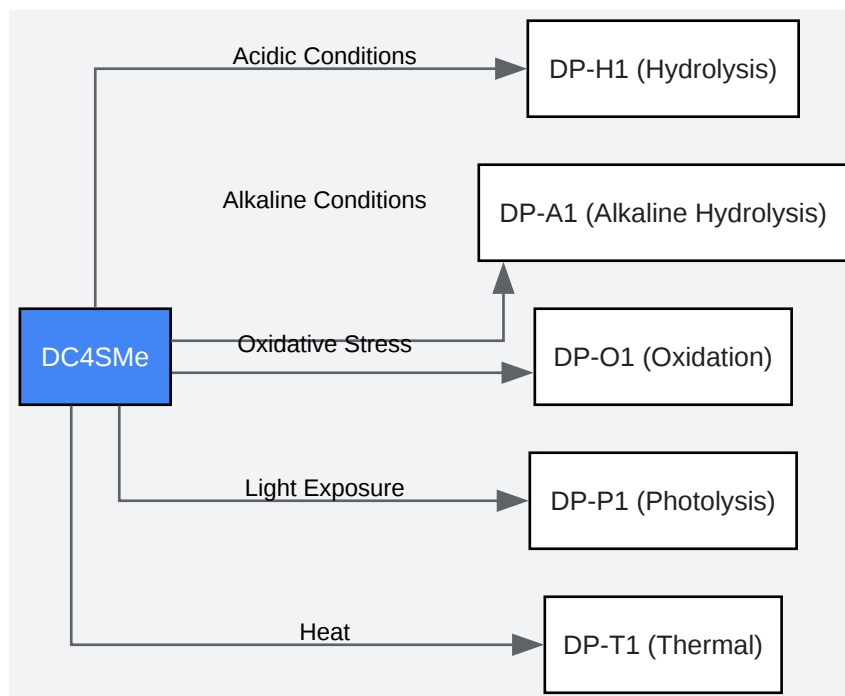 Acidic Conditions
DP-H1 (Hydrolysis)
Alkaline Conditions
DP-A1 (Alkaline Hydrolysis)
DC4SMe
Oxidative Stress
DP-O1 (Oxidation)
Light Exposure
DP-P1 (Photolysis)
Heat
DP-T1 (Thermal)